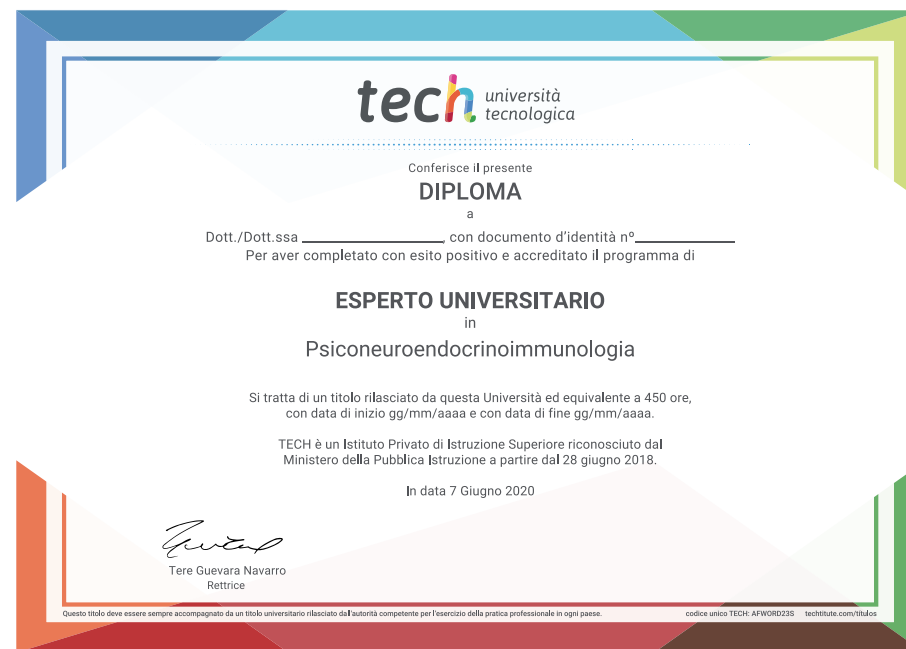 tech università
tecnologica
Conferisce il presente
DIPLOMA
a
Dott./Dott.ssa ____________________, con documento d'identità nº______________
Per aver completato con esito positivo e accreditato il programma di
ESPERTO UNIVERSITARIO
in
Psiconeuroendocrinoimmunologia
Si tratta di un titolo rilasciato da questa Università ed equivalente a 450 ore,
con data di inizio gg/mm/aaaa e con data di fine gg/mm/aaaa.
TECH è un Istituto Privato di Istruzione Superiore riconosciuto dal
Ministero della Pubblica Istruzione a partire dal 28 giugno 2018.
In data 7 Giugno 2020
Tere Guevara Navarro
Rettrice
Questo titolo deve essere sempre accompagnato da un titolo universitario rilasciato dall'autorità competente per l'esercizio della pratica professionale in ogni paese. codice unico TECH: AFWORD23S techtitute.com/titulos